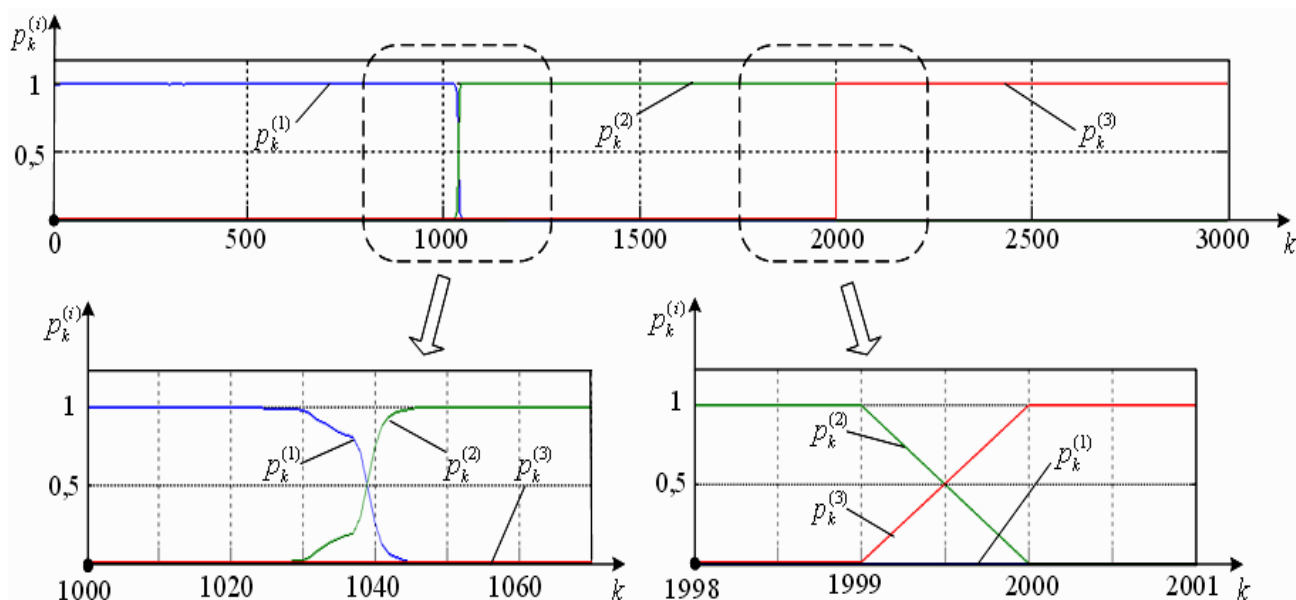 p_k^(i)
1
0,5
p_k^(1)
p_k^(2)
p_k^(3)
0 500 1000 1500 2000 2500 3000 k
p_k^(i)
1
0,5
p_k^(1) p_k^(2) p_k^(3)
1000 1020 1040 1060 k
p_k^(i)
1
0,5
p_k^(2)
p_k^(1)
p_k^(3)
1998 1999 2000 2001 k